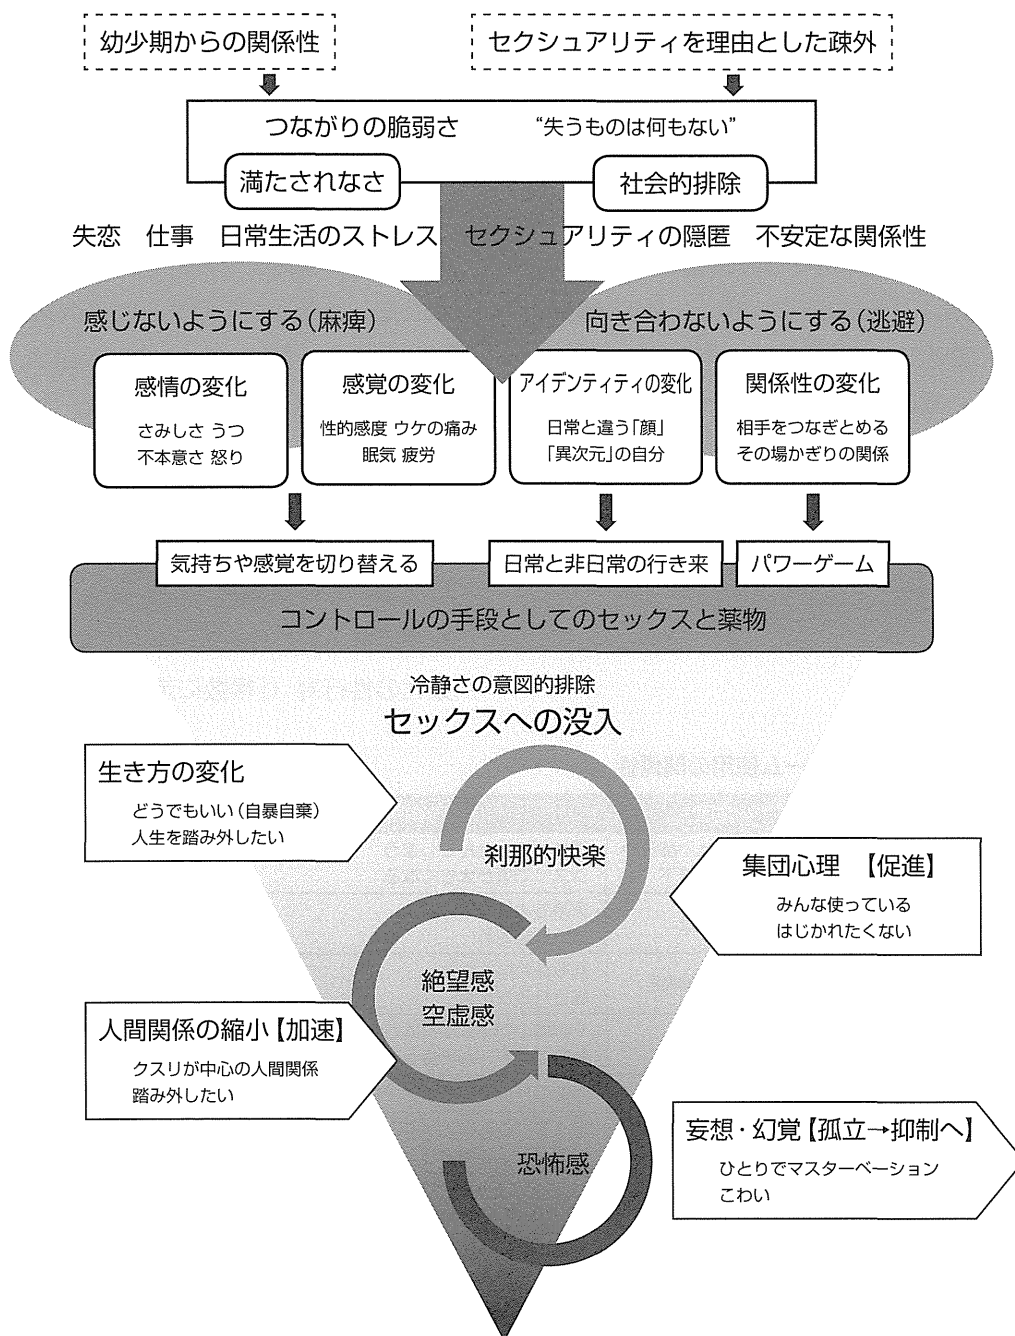 幼少期からの関係性
セクシュアリティを理由とした疎外
つながりの脆弱さ
“失うものは何もない”
満たされなさ
社会的排除
失恋 仕事 日常生活のストレス セクシュアリティの隠匿 不安定な関係性
感じないようにする(麻痺)
向き合わないようにする(逃避)
感情の変化
さみしさ うつ
不本意さ 怒り
感覚の変化
性的感度 ウケの痛み
眠気 疲労
アイデンティティの変化
日常と違う「顔」
「異次元」の自分
関係性の変化
相手をつなぎとめる
その場かぎりの関係
気持ちや感覚を切り替える
日常と非日常の行き来
パワーゲーム
コントロールの手段としてのセックスと薬物
冷静さの意図的排除
セックスへの没入
生き方の変化
どうでもいい(自暴自棄)
人生を踏み外したい
刹那的快楽
集団心理 【促進】
みんな使っている
はじかれたくない
絶望感
空虚感
人間関係の縮小【加速】
クスリが中心の人間関係
踏み外したい
恐怖感
妄想・幻覚【孤立→抑制へ】
ひとりでマスターベーション
こわい